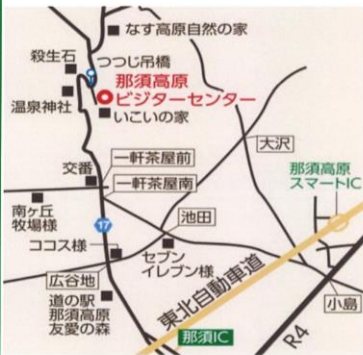 なす高原自然の家
つつじ吊橋
殺生石
那須高原
ビジターセンター
温泉神社
いこいの家
大沢
一軒茶屋前
那須高原
スマートIC
交番
一軒茶屋南
南ヶ丘
牧場様
池田
17
ココス様
セブン
イレブン様
広谷地
東北自動車道
道の駅
那須高原
友愛の森
小島
那須IC
R4